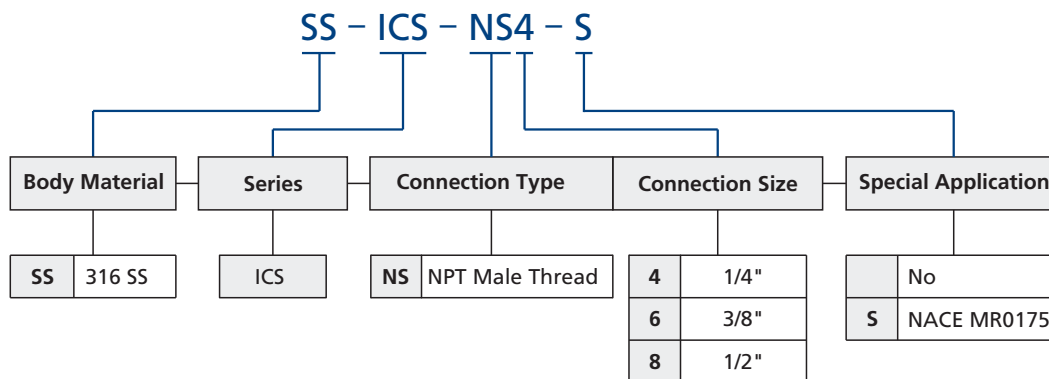 SS – ICS – NS4 – S
Body Material Series Connection Type Connection Size Special Application
SS 316 SS ICS NS NPT Male Thread 4 1/4" No
6 3/8" S NACE MR0175
8 1/2"